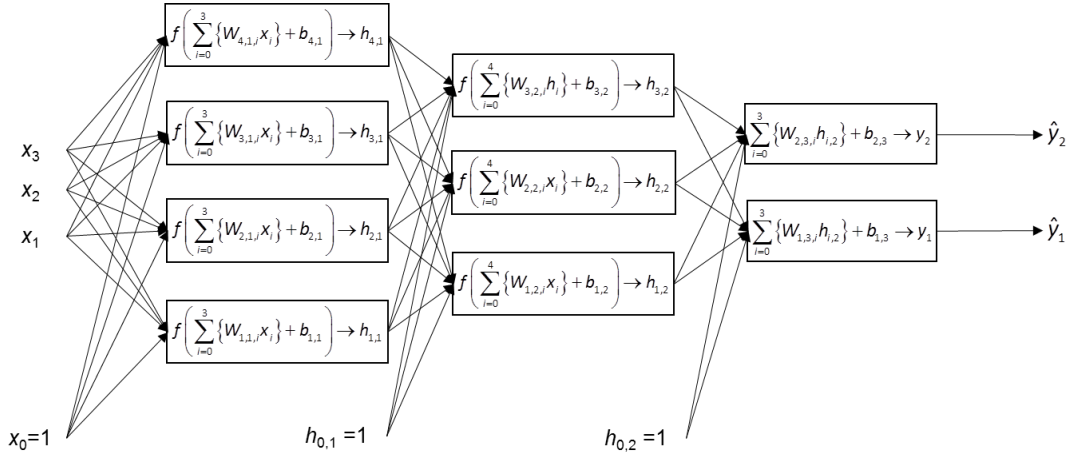 f(∑_{i=0}^{3}{W_{4,1,i}x_i}+b_{4,1})→h_{4,1}
f(∑_{i=0}^{4}{W_{3,2,i}h_i}+b_{3,2})→h_{3,2}
f(∑_{i=0}^{3}{W_{3,1,i}x_i}+b_{3,1})→h_{3,1}
∑_{i=0}^{3}{W_{2,3,i}h_{i,2}}+b_{2,3}→y_2
ŷ_2
x_3
f(∑_{i=0}^{4}{W_{2,2,i}x_i}+b_{2,2})→h_{2,2}
x_2
f(∑_{i=0}^{3}{W_{2,1,i}x_i}+b_{2,1})→h_{2,1}
x_1
∑_{i=0}^{3}{W_{1,3,i}h_{i,2}}+b_{1,3}→y_1
ŷ_1
f(∑_{i=0}^{4}{W_{1,2,i}x_i}+b_{1,2})→h_{1,2}
f(∑_{i=0}^{3}{W_{1,1,i}x_i}+b_{1,1})→h_{1,1}
x_0=1
h_{0,1}=1
h_{0,2}=1